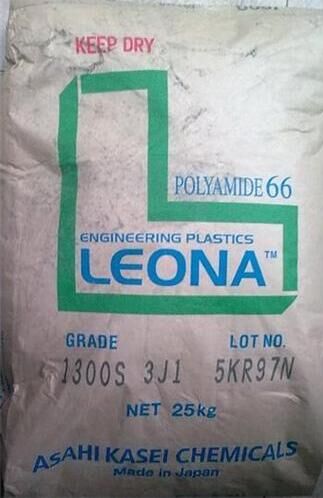 KEEP DRY
POLYAMIDE 66
ENGINEERING PLASTICS
LEONA™
GRADE LOT NO.
1300S 3J1 5KR97N
NET 25kg
ASAHI KASEI CHEMICALS
Made in Japan